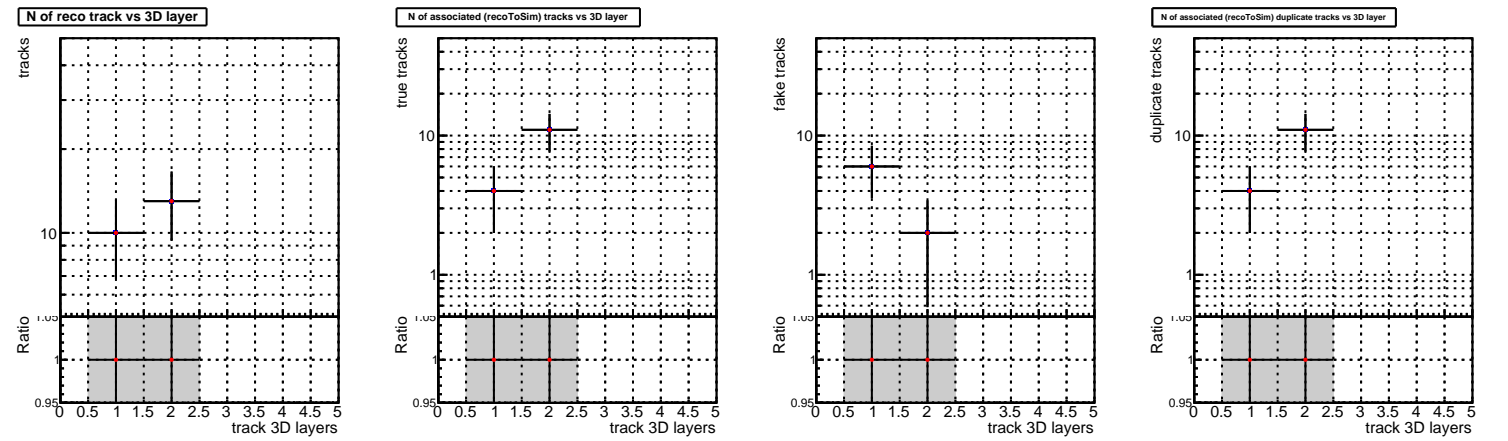 N of reco track vs 3D layer
tracks
10
Ratio
1.05
1
0.95
0 0.5 1 1.5 2 2.5 3 3.5 4 4.5 5
track 3D layers
N of associated (recoToSim) tracks vs 3D layer
true tracks
10
1
Ratio
1.05
1
0.95
0 0.5 1 1.5 2 2.5 3 3.5 4 4.5 5
track 3D layers
fake tracks
10
1
Ratio
1.05
1
0.95
0 0.5 1 1.5 2 2.5 3 3.5 4 4.5 5
track 3D layers
N of associated (recoToSim) duplicate tracks vs 3D layer
duplicate tracks
10
1
Ratio
1.05
1
0.95
0 0.5 1 1.5 2 2.5 3 3.5 4 4.5 5
track 3D layers